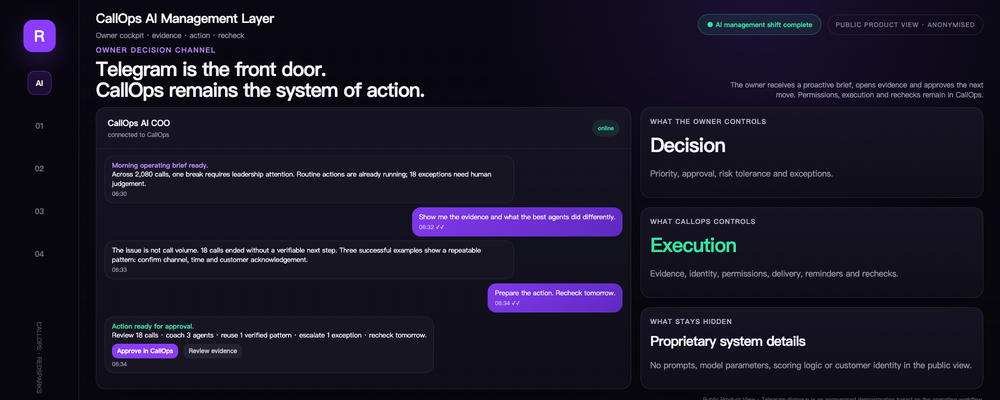 R
AI
01
02
03
04
CALLOPS · REDSPARKS
CallOps AI Management Layer
Owner cockpit · evidence · action · recheck
AI management shift complete
PUBLIC PRODUCT VIEW · ANONYMISED
OWNER DECISION CHANNEL
Telegram is the front door.
CallOps remains the system of action.
The owner receives a proactive brief, opens evidence and approves the next
move. Permissions, execution and rechecks remain in CallOps.
CallOps AI COO
connected to CallOps
online
Morning operating brief ready.
Across 2,080 calls, one break requires leadership attention. Routine actions are already running; 18 exceptions need human
judgement.
06:30
Show me the evidence and what the best agents did differently.
06:32 ✓✓
The issue is not call volume. 18 calls ended without a verifiable next step. Three successful examples show a repeatable
pattern: confirm channel, time and customer acknowledgement.
06:33
Prepare the action. Recheck tomorrow.
06:34 ✓✓
Action ready for approval.
Review 18 calls · coach 3 agents · reuse 1 verified pattern · escalate 1 exception · recheck tomorrow.
Approve in CallOps
Review evidence
06:34
WHAT THE OWNER CONTROLS
Decision
Priority, approval, risk tolerance and exceptions.
WHAT CALLOPS CONTROLS
Execution
Evidence, identity, permissions, delivery, reminders and rechecks.
WHAT STAYS HIDDEN
Proprietary system details
No prompts, model parameters, scoring logic or customer identity in the public view.
Public Product View · Telegram dialogue is an anonymised demonstration based on the operating workflow.